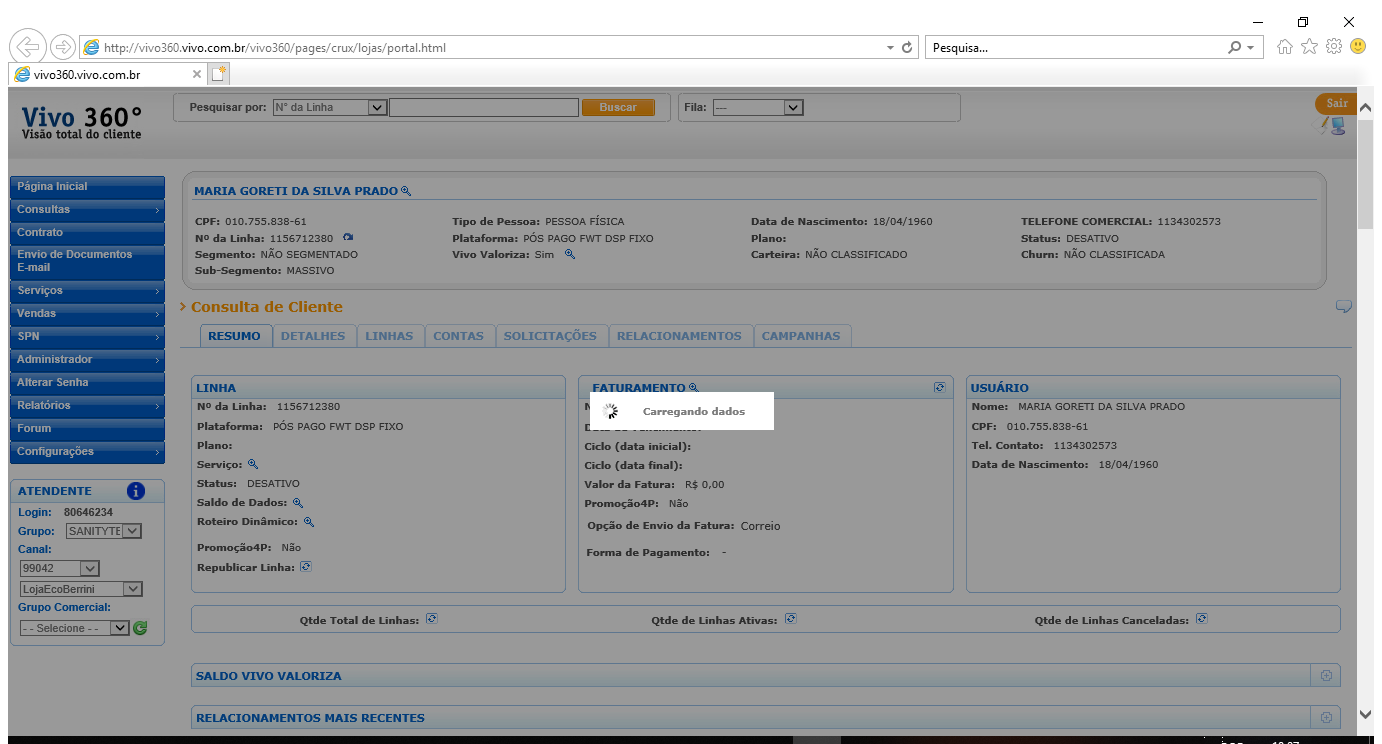 http://vivo360.vivo.com.br/vivo360/pages/crux/lojas/portal.html
Pesquisa...
vivo360.vivo.com.br
Vivo 360°
Visão total do cliente
Pesquisar por: N° da Linha Buscar
Fila: ---
Sair
Página Inicial
Consultas
Contrato
Envio de Documentos
E-mail
Serviços
Vendas
SPN
Administrador
Alterar Senha
Relatórios
Forum
Configurações
ATENDENTE
Login: 80646234
Grupo: SANITYTE
Canal:
99042
LojaEcoBerrini
Grupo Comercial:
- - Selecione - -
MARIA GORETI DA SILVA PRADO
CPF: 010.755.838-61 Tipo de Pessoa: PESSOA FÍSICA Data de Nascimento: 18/04/1960 TELEFONE COMERCIAL: 1134302573
Nº da Linha: 1156712380 Plataforma: PÓS PAGO FWT DSP FIXO Plano: Status: DESATIVO
Segmento: NÃO SEGMENTADO Vivo Valoriza: Sim Carteira: NÃO CLASSIFICADO Churn: NÃO CLASSIFICADA
Sub-Segmento: MASSIVO
> Consulta de Cliente
RESUMO DETALHES LINHAS CONTAS SOLICITAÇÕES RELACIONAMENTOS CAMPANHAS
LINHA
Nº da Linha: 1156712380
Plataforma: PÓS PAGO FWT DSP FIXO
Plano:
Serviço:
Status: DESATIVO
Saldo de Dados:
Roteiro Dinâmico:
Promoção4P: Não
Republicar Linha:
FATURAMENTO
Carregando dados
Ciclo (data inicial):
Ciclo (data final):
Valor da Fatura: R$ 0,00
Promoção4P: Não
Opção de Envio da Fatura: Correio
Forma de Pagamento: -
USUÁRIO
Nome: MARIA GORETI DA SILVA PRADO
CPF: 010.755.838-61
Tel. Contato: 1134302573
Data de Nascimento: 18/04/1960
Qtde Total de Linhas: Qtde de Linhas Ativas: Qtde de Linhas Canceladas:
SALDO VIVO VALORIZA
RELACIONAMENTOS MAIS RECENTES